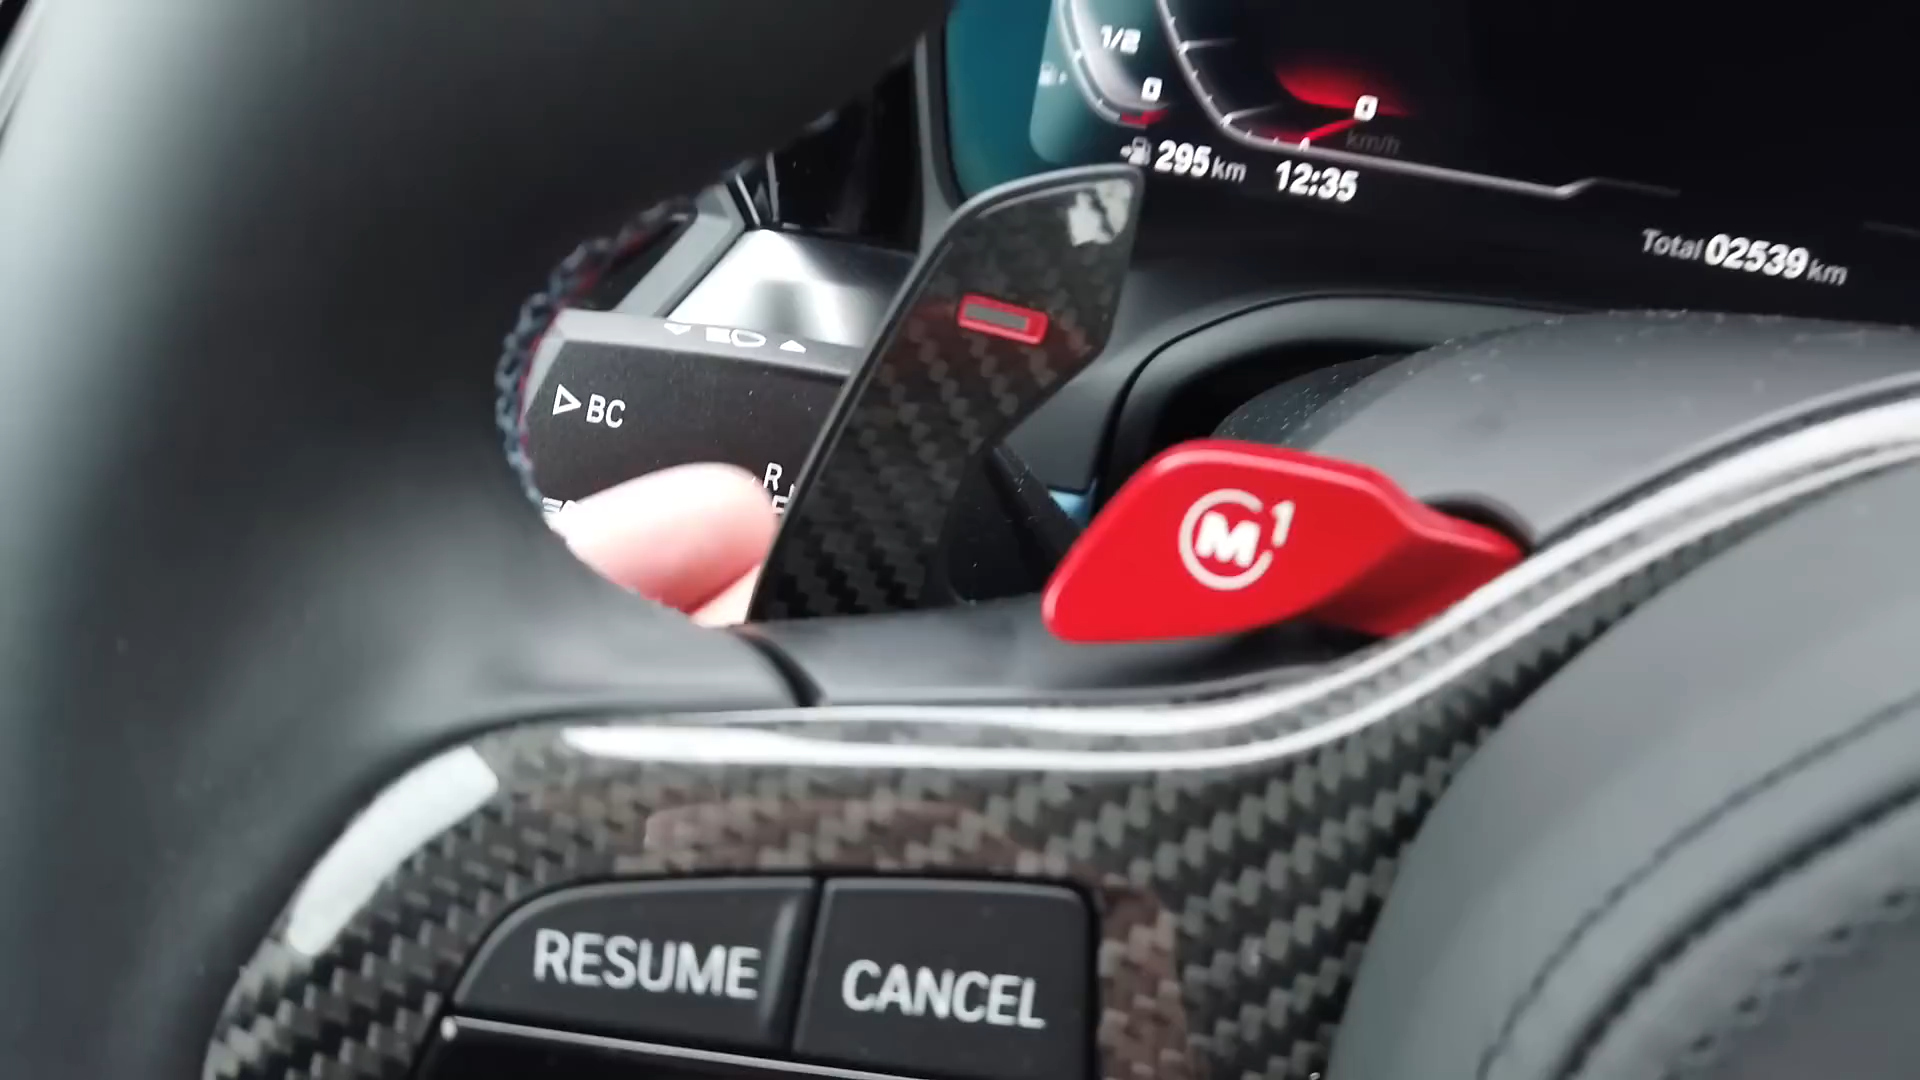 1/2
0
0
km/h
295 km
12:35
Total 02539 km
BC
R
M1
RESUME
CANCEL